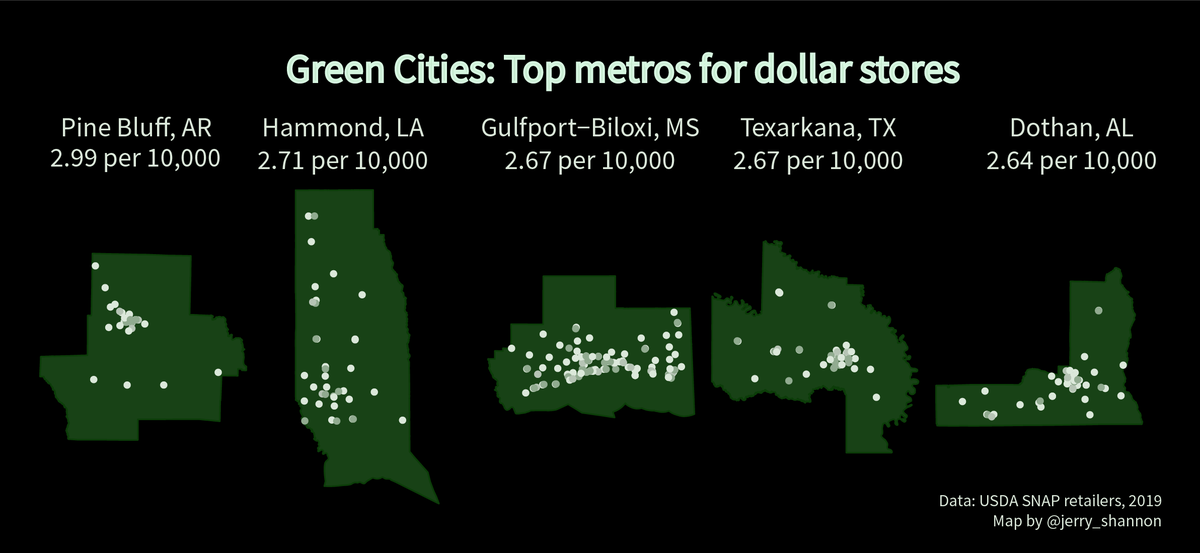 Green Cities: Top metros for dollar stores
Pine Bluff, AR
2.99 per 10,000
Hammond, LA
2.71 per 10,000
Gulfport−Biloxi, MS
2.67 per 10,000
Texarkana, TX
2.67 per 10,000
Dothan, AL
2.64 per 10,000
Data: USDA SNAP retailers, 2019
Map by @jerry_shannon